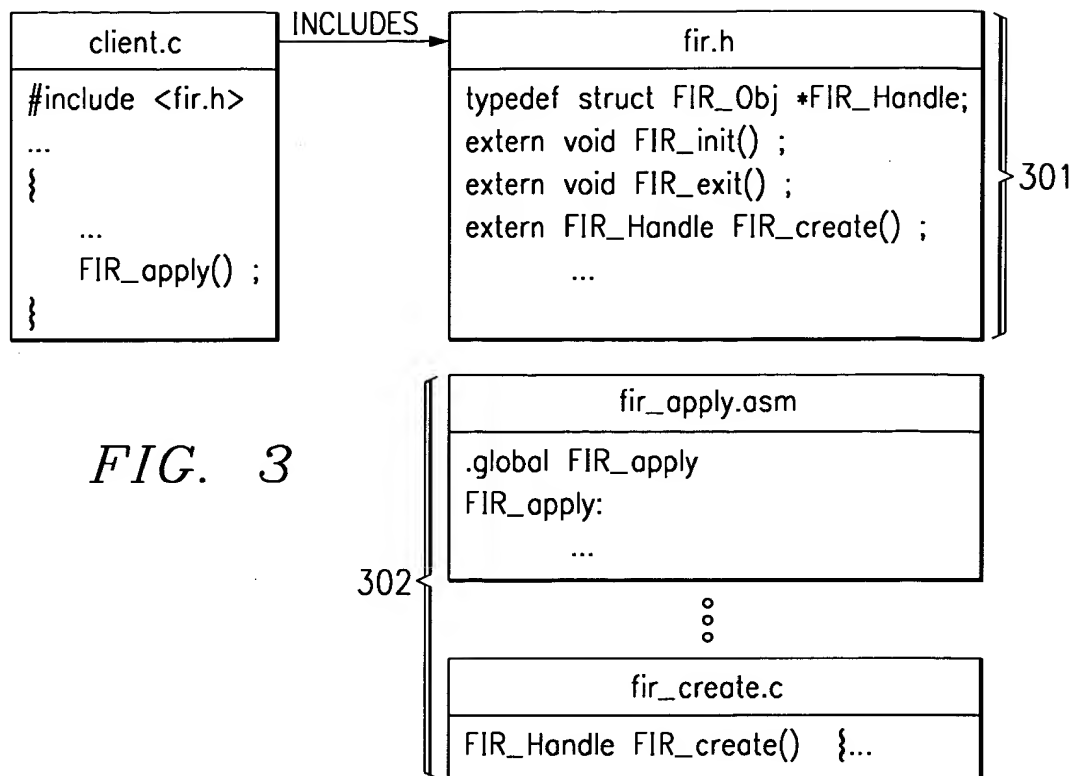 client.c
#include <fir.h>
...
{
...
FIR_apply() ;
}
INCLUDES
fir.h
typedef struct FIR_Obj *FIR_Handle;
extern void FIR_init() ;
extern void FIR_exit() ;
extern FIR_Handle FIR_create() ;
...
301
FIG. 3
302
fir_apply.asm
.global FIR_apply
FIR_apply:
...
fir_create.c
FIR_Handle FIR_create() {...